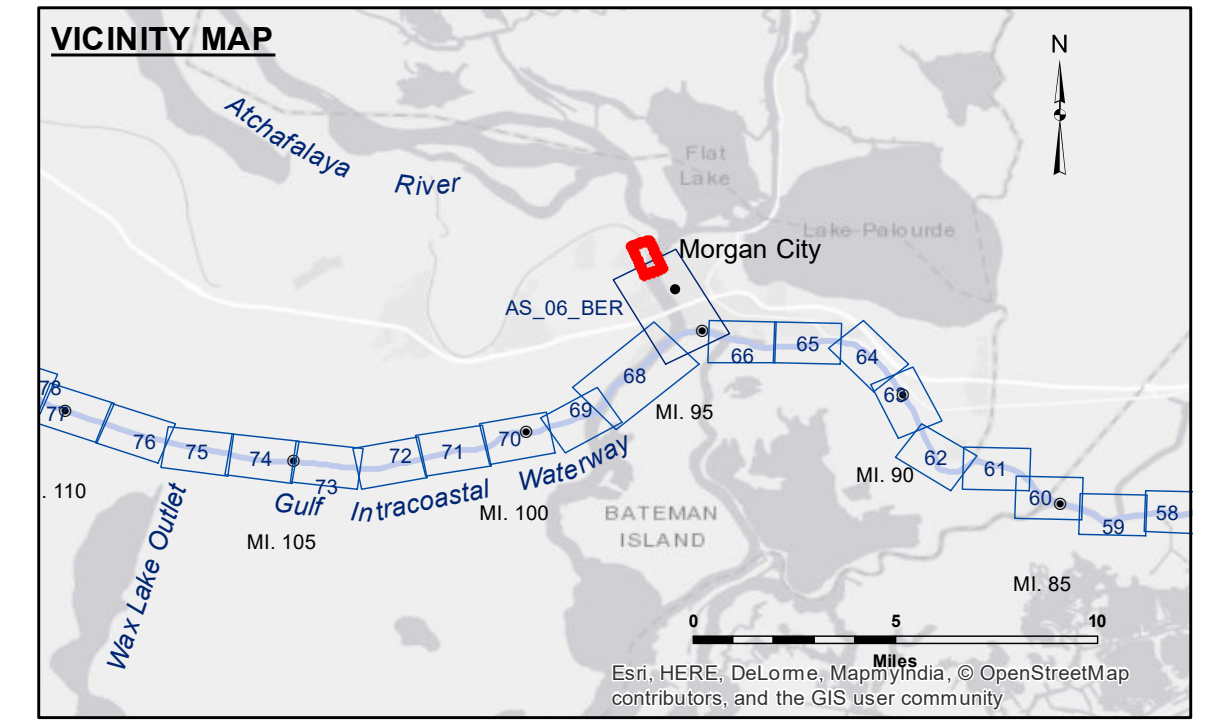 VICINITY MAP
N
Atchafalaya
River
Flat
Lake
Lake Palourde
Morgan City
AS_06_BER
66
65
64
63
68
MI. 95
69
78
77
76
75
74
73
72
71
70
62
61
60
59
58
MI. 90
. 110
Wax Lake Outlet
Gulf Intracoastal Waterway
MI. 100
MI. 105
BATEMAN
ISLAND
MI. 85
0 5 10
Miles
Esri, HERE, DeLorme, MapmyIndia, © OpenStreetMap
contributors, and the GIS user community